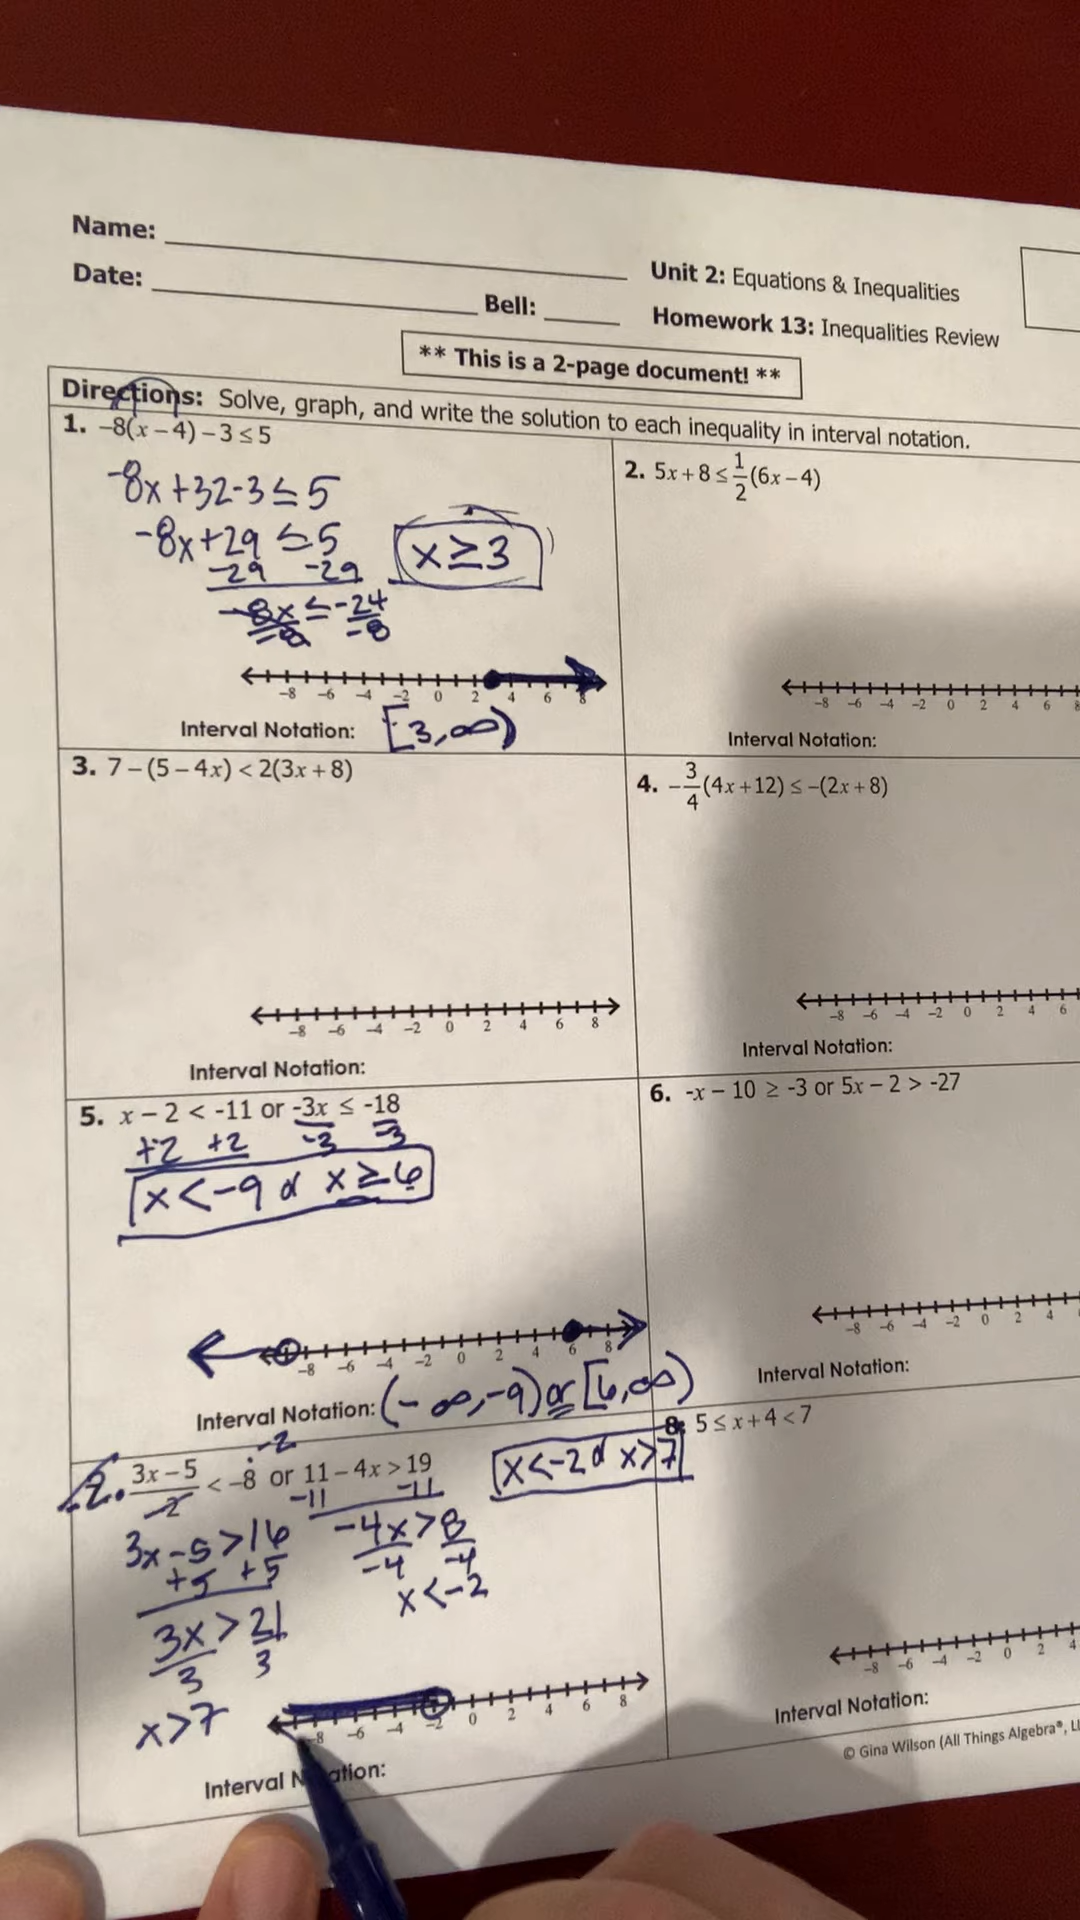 Name:
Date:
Bell:
Unit 2: Equations & Inequalities
Homework 13: Inequalities Review
** This is a 2-page document! **
Directions: Solve, graph, and write the solution to each inequality in interval notation.
1. -8(x-4)-3≤5
-8x+32-3≤5
-8x+29≤5
-29 -29
-8x≤-24
-8 -8
x≥3
-8 -6 -4 -2 0 2 4 6 8
Interval Notation: [3,∞)
2. 5x+8≤1/2(6x-4)
-8 -6 -4 -2 0 2 4 6 8
Interval Notation:
3. 7-(5-4x)<2(3x+8)
-8 -6 -4 -2 0 2 4 6 8
Interval Notation:
4. -3/4(4x+12)≤-(2x+8)
-8 -6 -4 -2 0 2 4 6
Interval Notation:
5. x-2 < -11 or -3x ≤ -18
+2 +2 -3 -3
x<-9 or x≥6
-8 -6 -4 -2 0 2 4 6 8
Interval Notation: (-∞,-9) or [6,∞)
6. -x - 10 ≥ -3 or 5x - 2 > -27
-8 -6 -4 -2 0 2 4
Interval Notation:
-2
-2. 3x-5/-2 < -8 or 11-4x>19
-11 -11
3x-5>16
+5 +5
3x>21
3 3
x>7
-4x>8
-4 -4
x<-2
x<-2 or x>7
-8 -6 -4 -2 0 2 4 6 8
Interval Notation:
8. 5≤x+4<7
-8 -6 -4 -2 0 2 4
Interval Notation:
© Gina Wilson (All Things Algebra®,